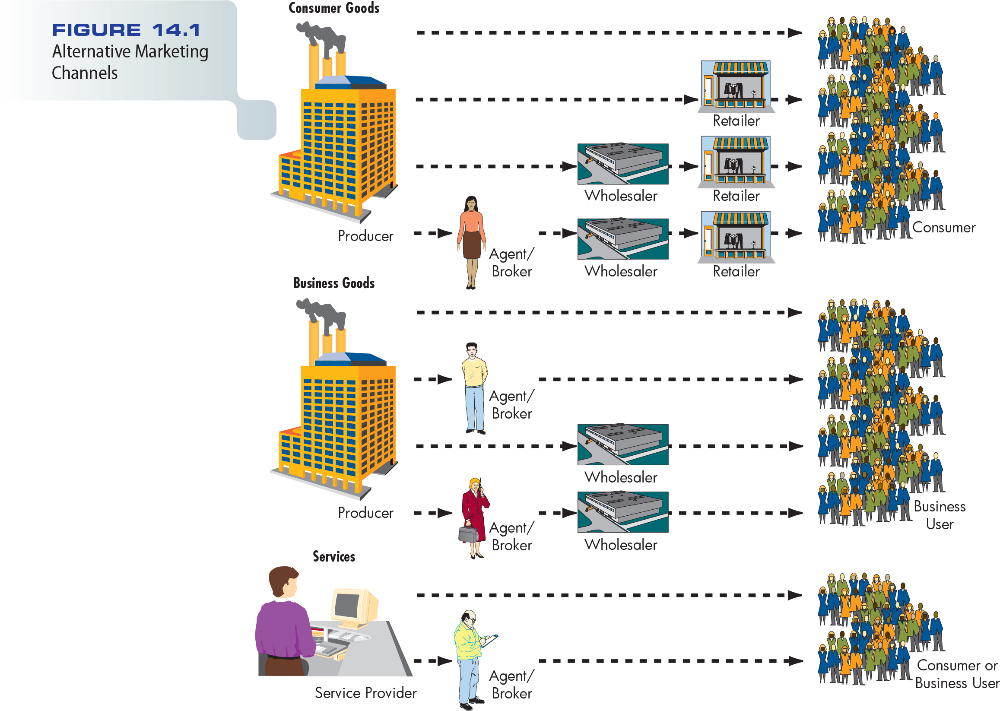 FIGURE 14.1
Alternative Marketing
Channels
Consumer Goods
Retailer
Wholesaler
Retailer
Producer
Agent/
Broker
Wholesaler
Retailer
Consumer
Business Goods
Agent/
Broker
Wholesaler
Producer
Agent/
Broker
Wholesaler
Business
User
Services
Service Provider
Agent/
Broker
Consumer or
Business User